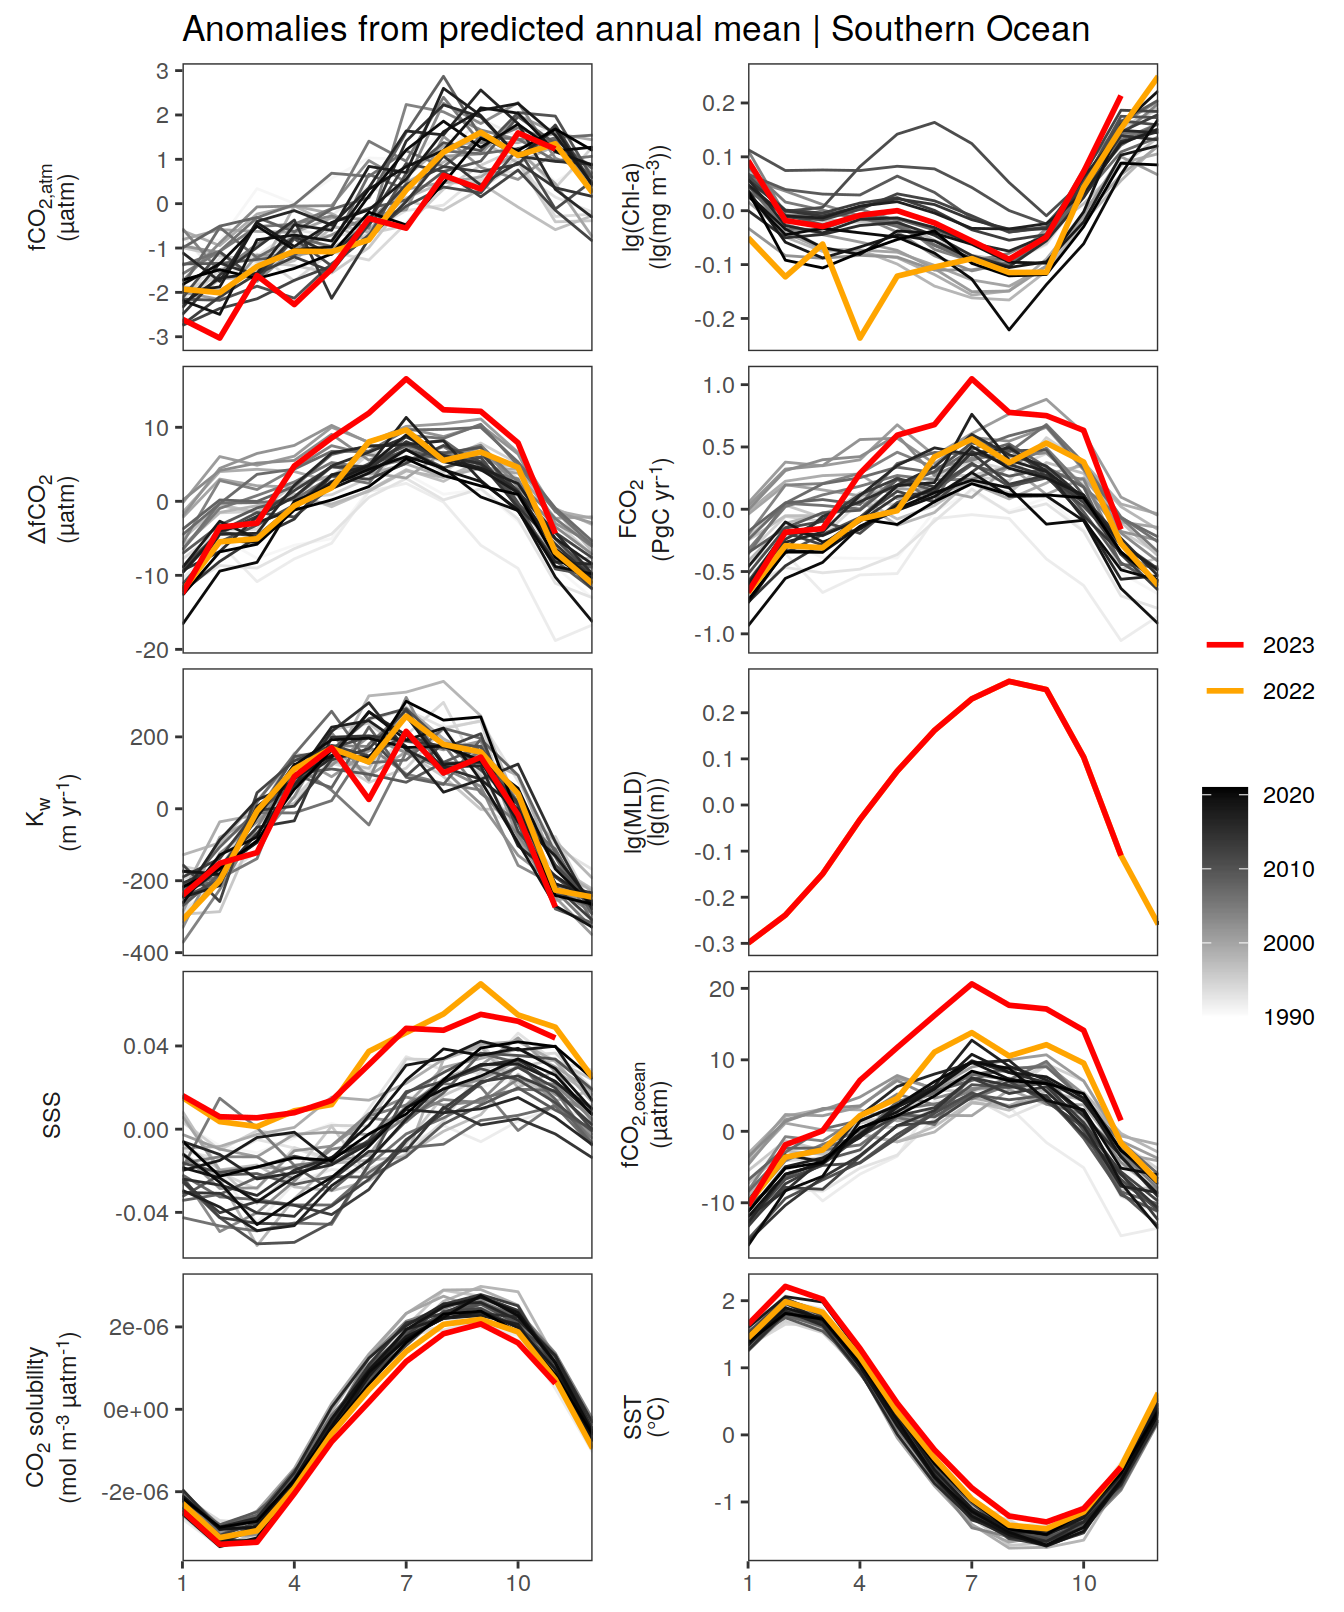 Anomalies from predicted annual mean | Southern Ocean
fCO2,atm
(µatm)
3
2
1
0
-1
-2
-3
lg(Chl-a)
(lg(mg m-3))
0.2
0.1
0.0
-0.1
-0.2
ΔfCO2
(µatm)
10
0
-10
-20
FCO2
(PgC yr-1)
1.0
0.5
0.0
-0.5
-1.0
Kw
(m yr-1)
200
0
-200
-400
lg(MLD)
(lg(m))
0.2
0.1
0.0
-0.1
-0.2
-0.3
SSS
0.04
0.00
-0.04
fCO2,ocean
(µatm)
20
10
0
-10
CO2 solubility
(mol m-3 µatm-1)
2e-06
0e+00
-2e-06
1 4 7 10
SST
(°C)
2
1
0
-1
1 4 7 10
2023
2022
2020
2010
2000
1990